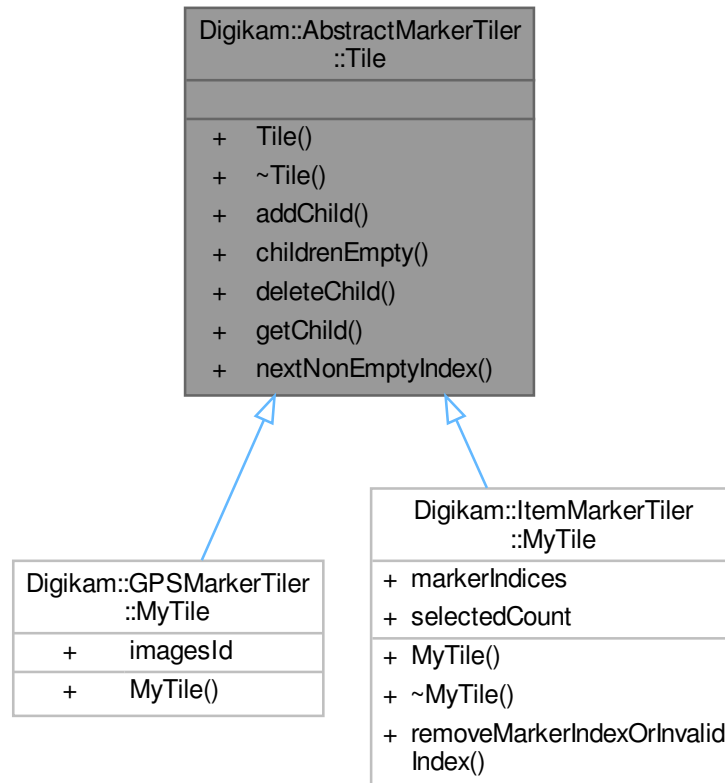 Digikam::AbstractMarkerTiler
::Tile
+ Tile()
+ ~Tile()
+ addChild()
+ childrenEmpty()
+ deleteChild()
+ getChild()
+ nextNonEmptyIndex()
Digikam::GPSMarkerTiler
::MyTile
+ imagesId
+ MyTile()
Digikam::ItemMarkerTiler
::MyTile
+ markerIndices
+ selectedCount
+ MyTile()
+ ~MyTile()
+ removeMarkerIndexOrInvalid
Index()